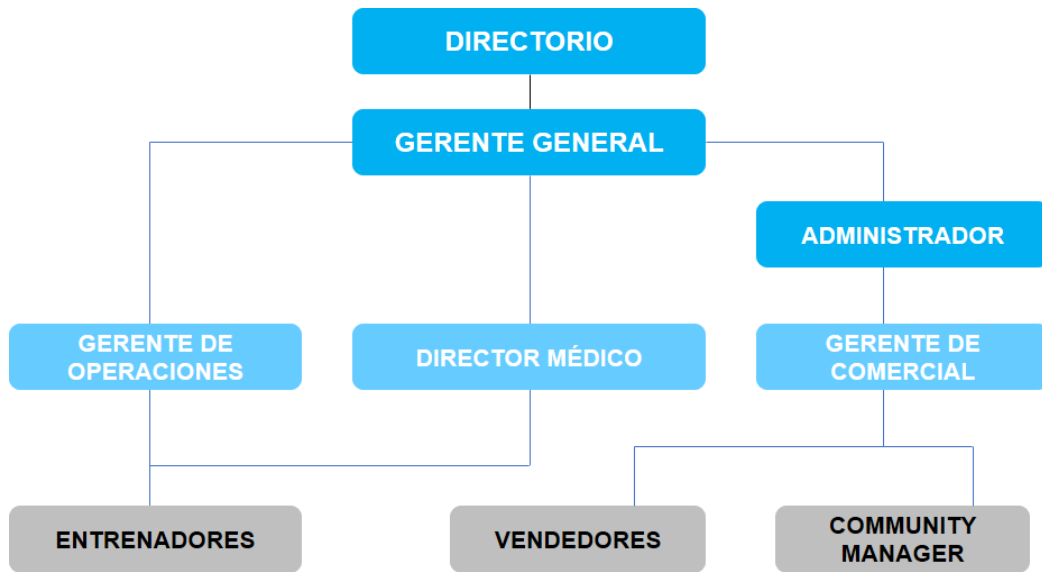 DIRECTORIO
GERENTE GENERAL
ADMINISTRADOR
GERENTE DE
OPERACIONES
DIRECTOR MÉDICO
GERENTE DE
COMERCIAL
ENTRENADORES
VENDEDORES
COMMUNITY
MANAGER